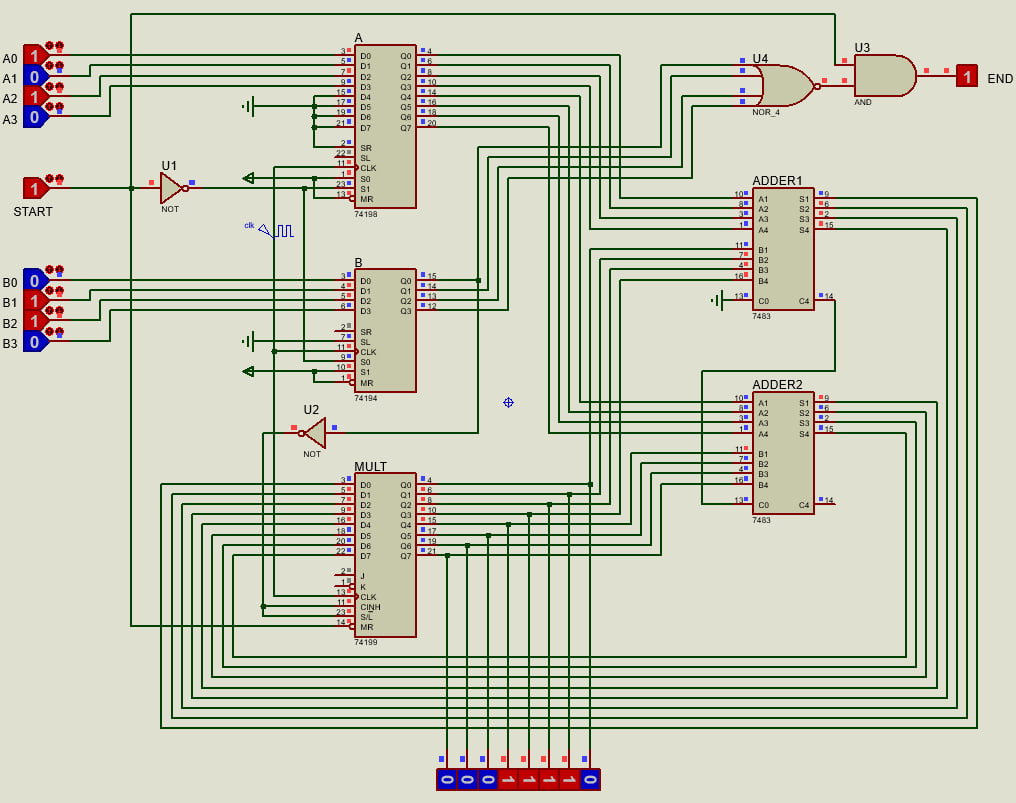 A0 1
A1 0
A2 1
A3 0
START
1
U1
NOT
clk
B0 0
B1 1
B2 1
B3 0
A
3 D0 Q0 4
5 D1 Q1 6
7 D2 Q2 8
9 D3 Q3 10
15 D4 Q4 14
17 D5 Q5 16
19 D6 Q6 18
21 D7 Q7 20
2 SR
22 SL
11 CLK
1 S0
23 S1
13 MR
74198
B
3 D0 Q0 15
4 D1 Q1 14
5 D2 Q2 13
6 D3 Q3 12
2 SR
7 SL
11 CLK
9 S0
10 S1
1 MR
74194
U2
NOT
MULT
3 D0 Q0 4
5 D1 Q1 6
7 D2 Q2 8
9 D3 Q3 10
16 D4 Q4 15
18 D5 Q5 17
20 D6 Q6 19
22 D7 Q7 21
2 J
1 K
13 CLK
11 CINH
23 S/L
14 MR
74199
U4
NOR_4
U3
AND
1
END
ADDER1
10 A1 S1 9
8 A2 S2 6
3 A3 S3 2
1 A4 S4 15
11 B1
7 B2
4 B3
16 B4
13 C0 C4 14
7483
ADDER2
10 A1 S1 9
8 A2 S2 6
3 A3 S3 2
1 A4 S4 15
11 B1
7 B2
4 B3
16 B4
13 C0 C4 14
7483
0 0 0 1 1 1 1 0